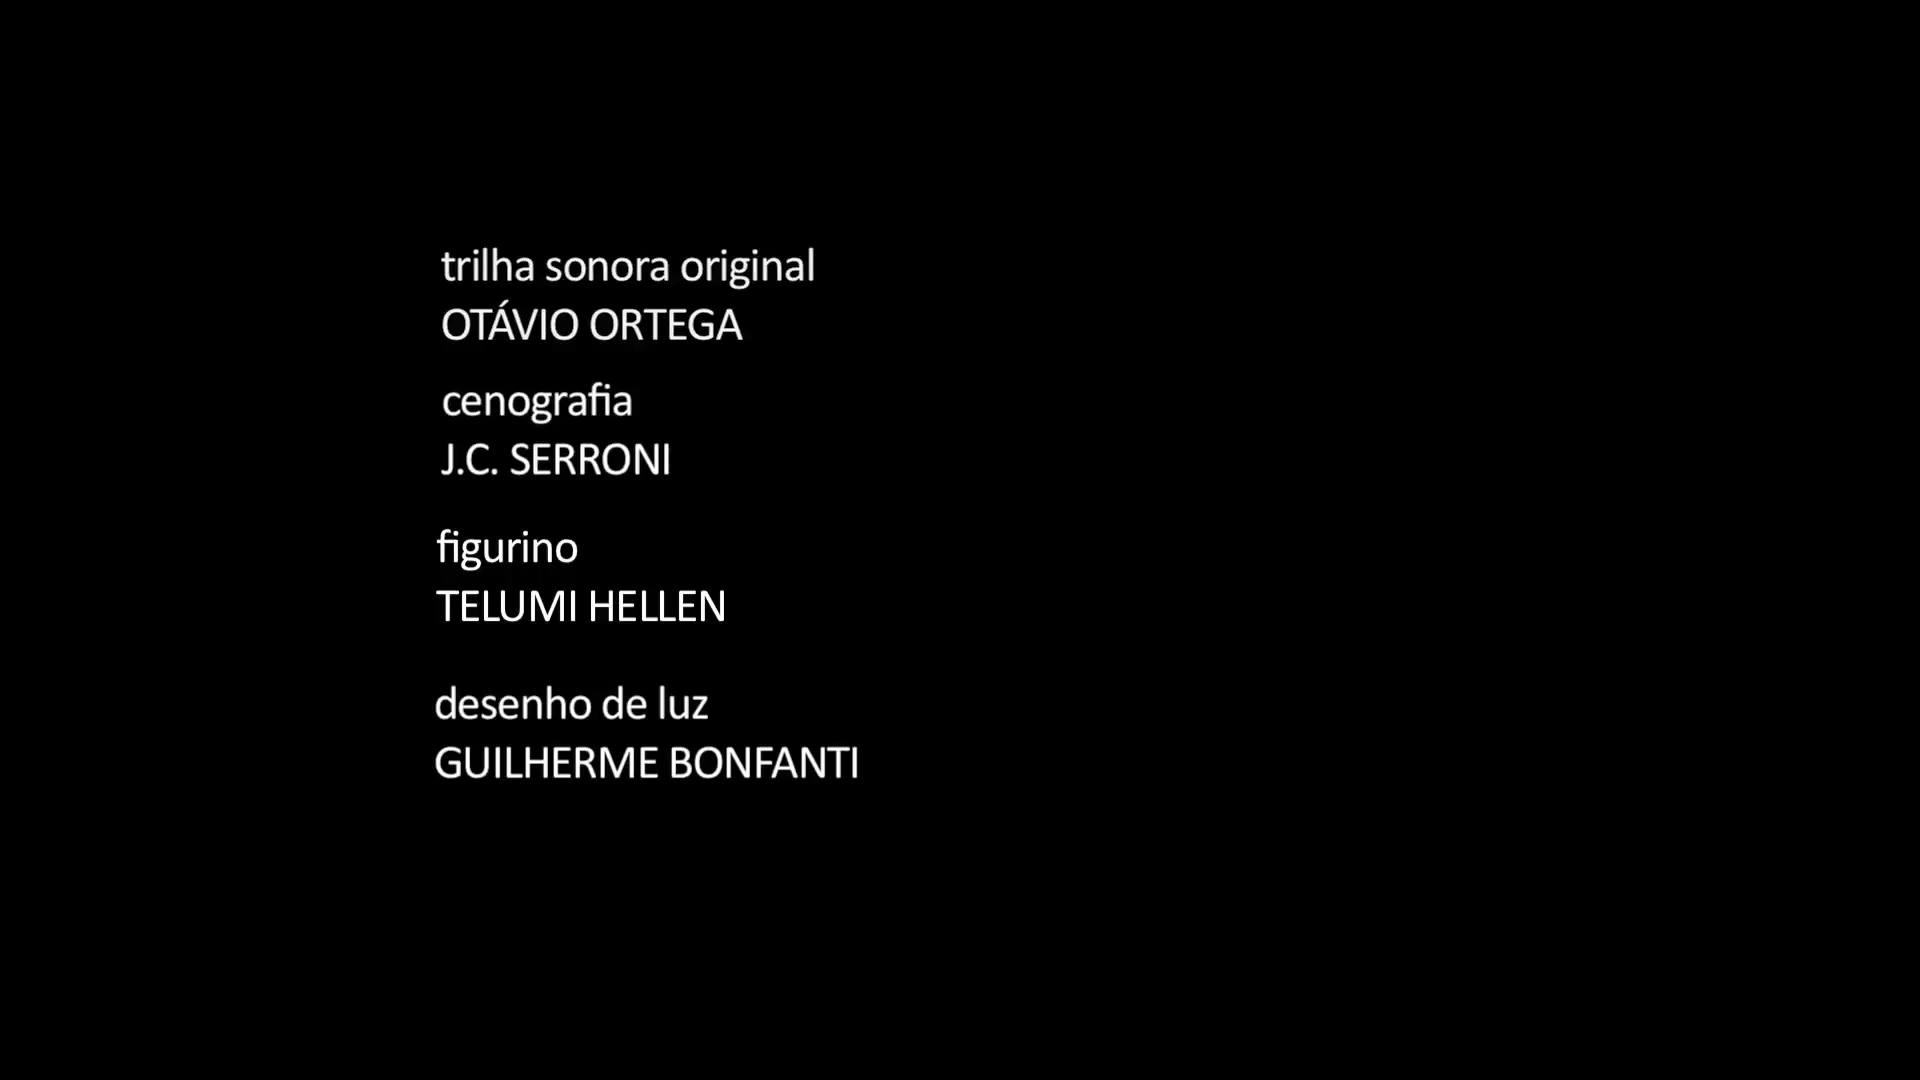 trilha sonora original
OTÁVIO ORTEGA
cenografia
J.C. SERRONI
figurino
TELUMI HELLEN
desenho de luz
GUILHERME BONFANTI